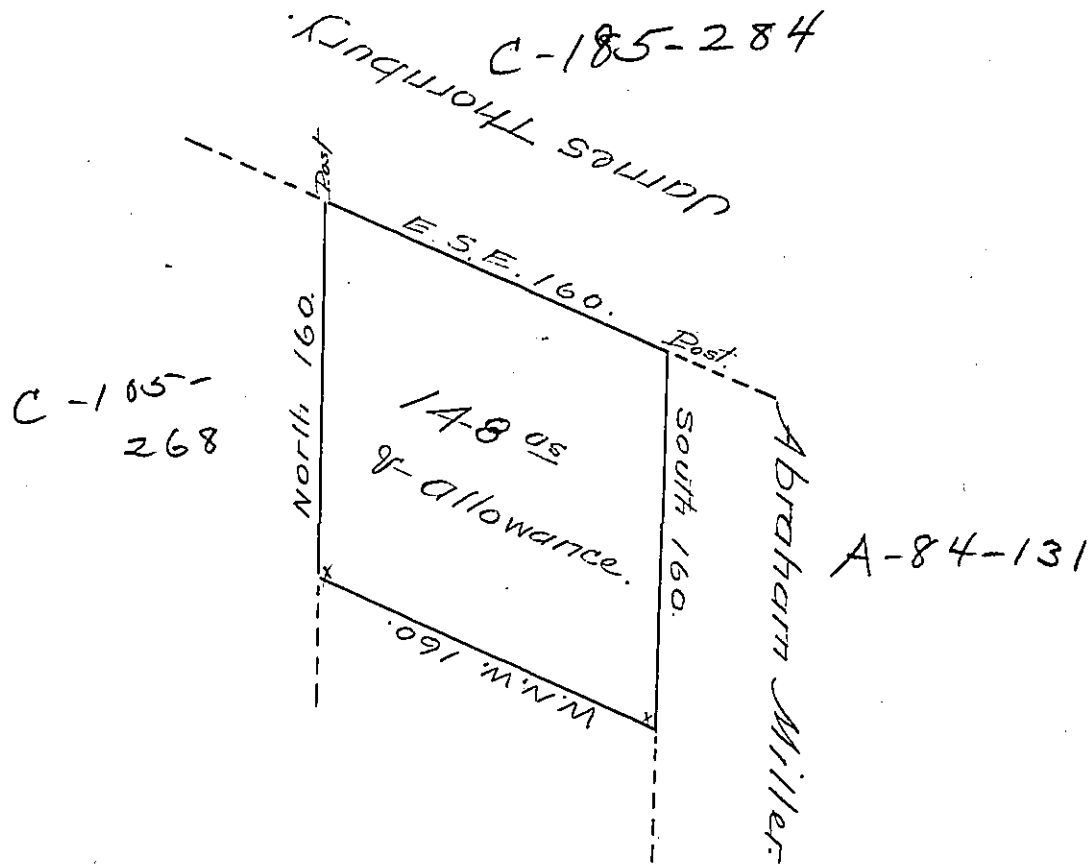 C-185-284
James Thornbury.
Post
E.S.E. 160.
Post.
North 160.
C-185-
268
148 as
& allowance.
South 160.
Abraham Miller.
A-84-131
W.N.W. 160.
x
x